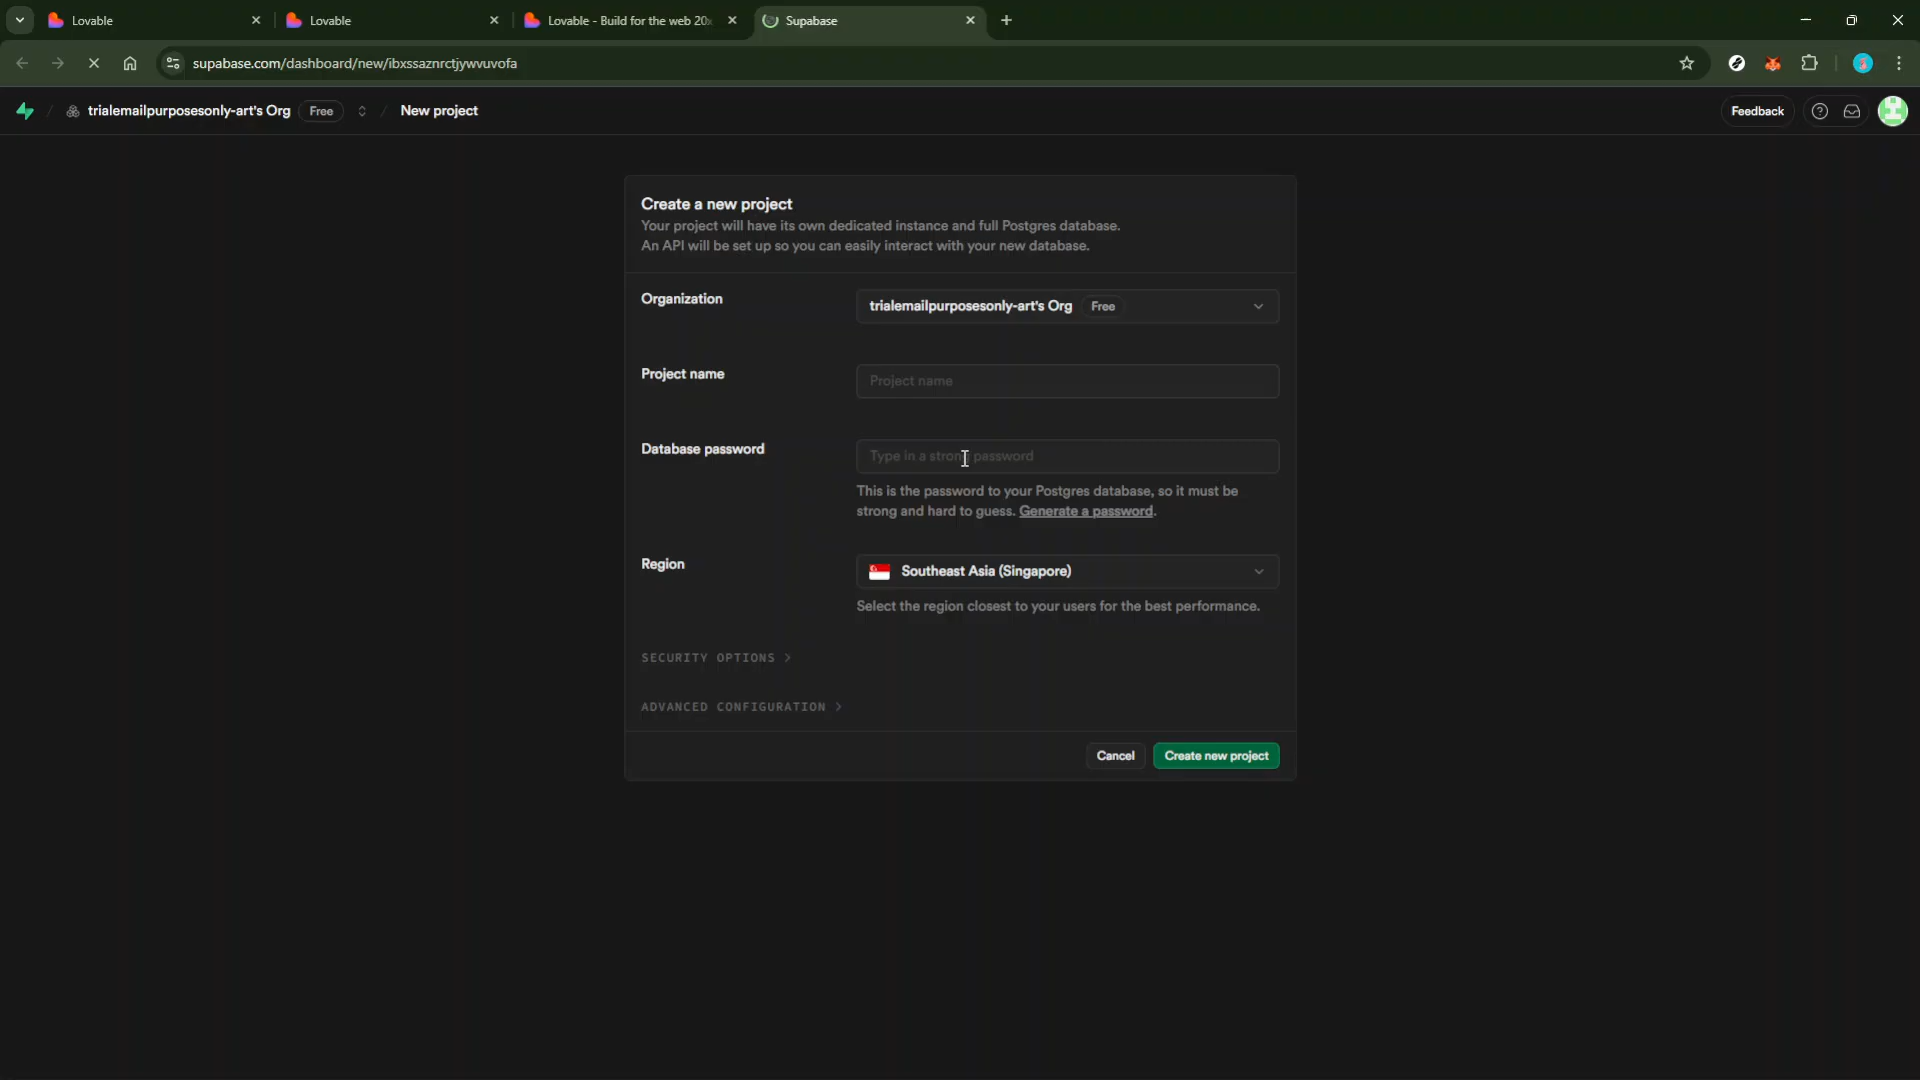 Lovable
Lovable
Lovable - Build for the web 20
Supabase
supabase.com/dashboard/new/ibxssaznrctjywvuvofa
trialemailpurposesonly-art's Org Free / New project
Feedback
Create a new project
Your project will have its own dedicated instance and full Postgres database.
An API will be set up so you can easily interact with your new database.
Organization
trialemailpurposesonly-art's Org Free
Project name
Project name
Database password
Type in a strong password
This is the password to your Postgres database, so it must be
strong and hard to guess. Generate a password.
Region
Southeast Asia (Singapore)
Select the region closest to your users for the best performance.
SECURITY OPTIONS >
ADVANCED CONFIGURATION >
Cancel
Create new project